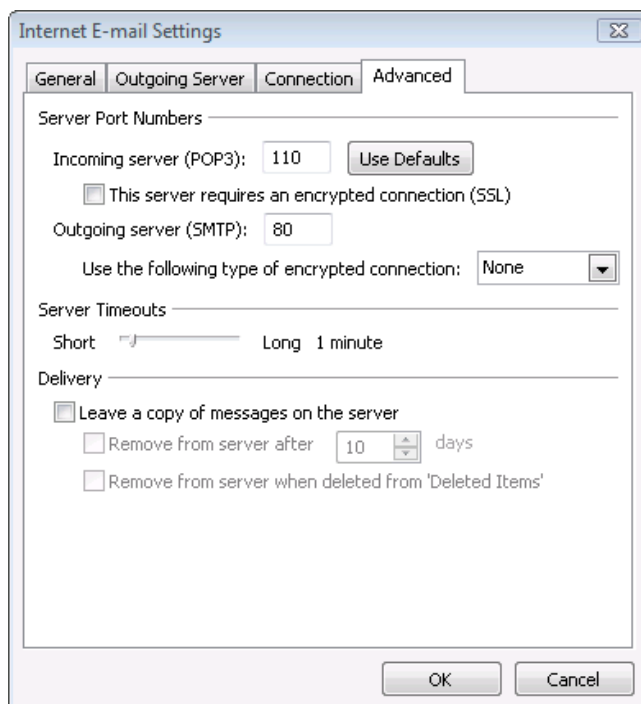 Internet E-mail Settings
General Outgoing Server Connection Advanced
Server Port Numbers
Incoming server (POP3): 110 Use Defaults
This server requires an encrypted connection (SSL)
Outgoing server (SMTP): 80
Use the following type of encrypted connection: None
Server Timeouts
Short Long 1 minute
Delivery
Leave a copy of messages on the server
Remove from server after 10 days
Remove from server when deleted from 'Deleted Items'
OK Cancel